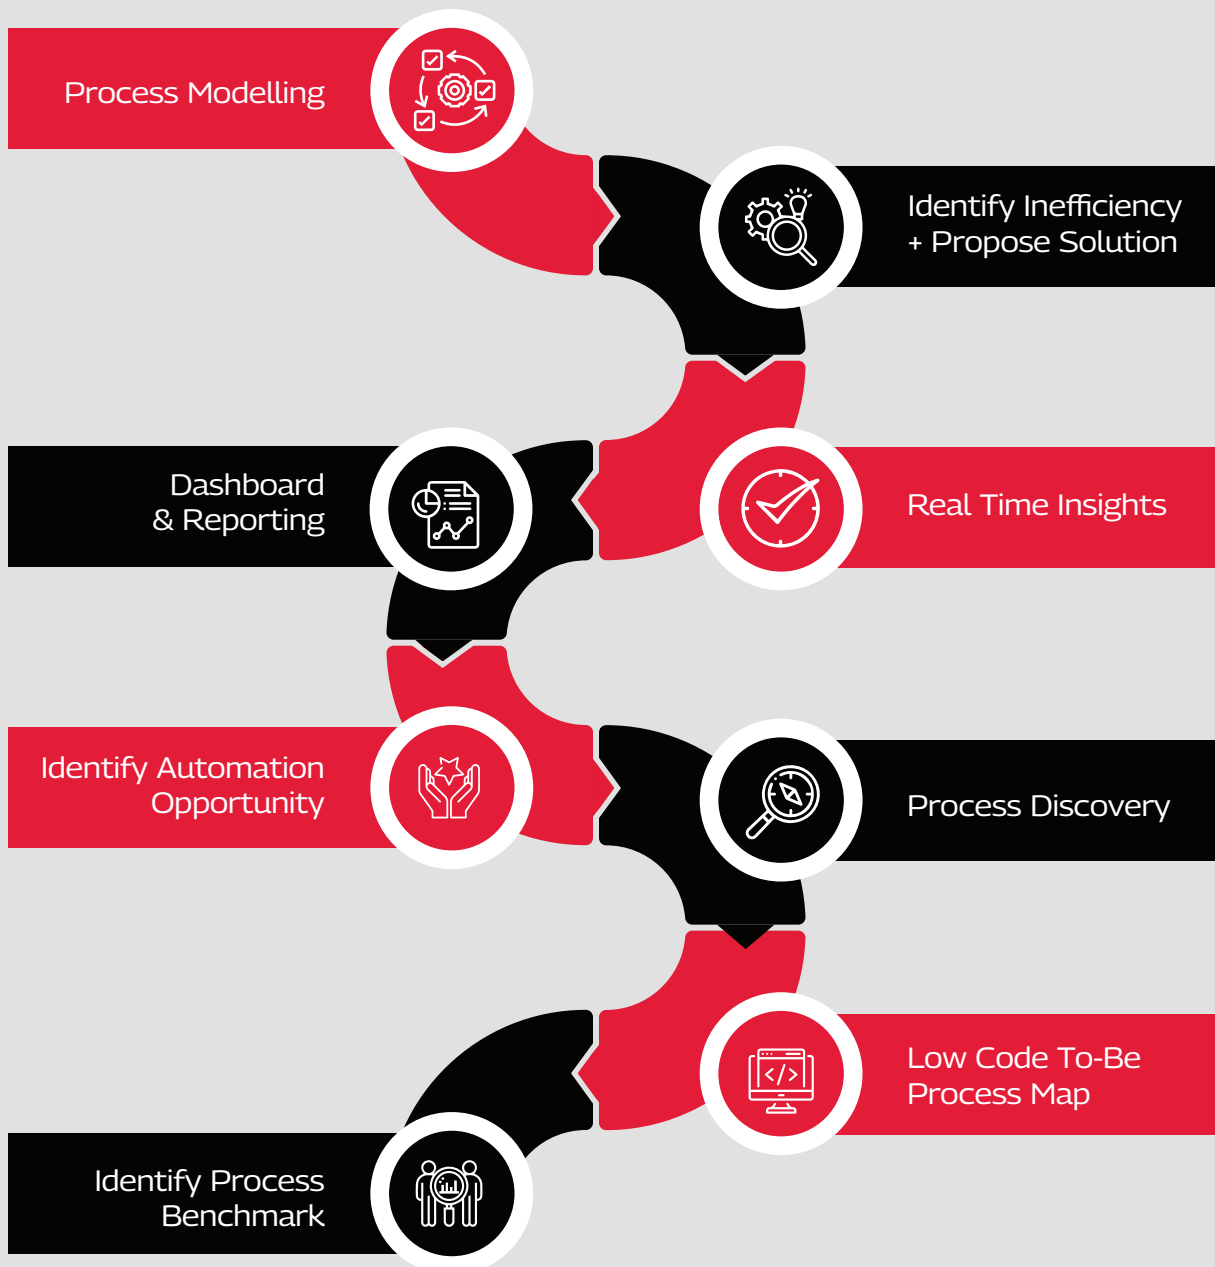 Process Modelling
Identify Inefficiency
+ Propose Solution
Real Time Insights
Dashboard
& Reporting
Identify Automation
Opportunity
Process Discovery
Low Code To-Be
Process Map
Identify Process
Benchmark